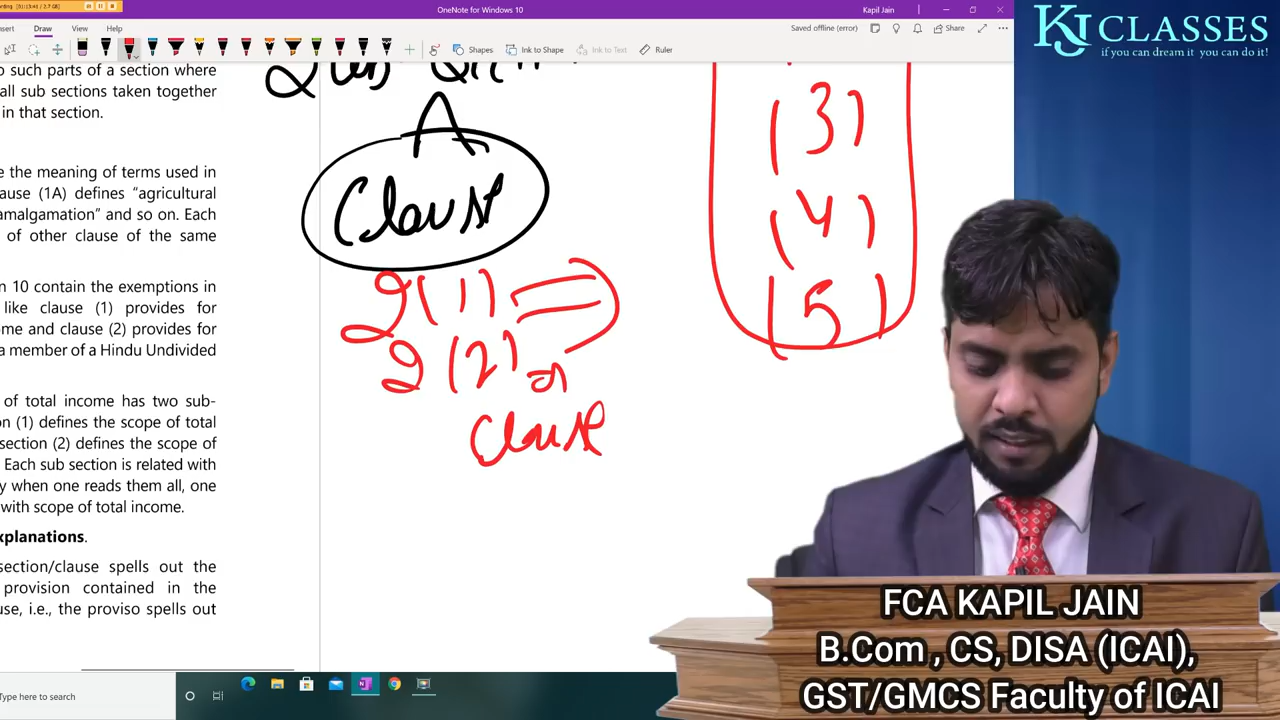 OneNote for Windows 10
Kapil Jain
nsert
Draw
View
Help
Saved offline (error)
Share
Shapes
Ink to Shape
Ink to Text
Ruler
KJ CLASSES
if you can dream it you can do it!
o such parts of a section where
all sub sections taken together
in that section.
e the meaning of terms used in
lause (1A) defines “agricultural
amalgamation” and so on. Each
of other clause of the same
n 10 contain the exemptions in
like clause (1) provides for
ome and clause (2) provides for
a member of a Hindu Undivided
of total income has two sub-
on (1) defines the scope of total
section (2) defines the scope of
Each sub section is related with
y when one reads them all, one
with scope of total income.
xplanations.
section/clause spells out the
provision contained in the
use, i.e., the proviso spells out
Clause
2(1)
2(2)
Clause
(3)
(4)
(5)
FCA KAPIL JAIN
B.Com , CS, DISA (ICAI),
GST/GMCS Faculty of ICAI
Type here to search